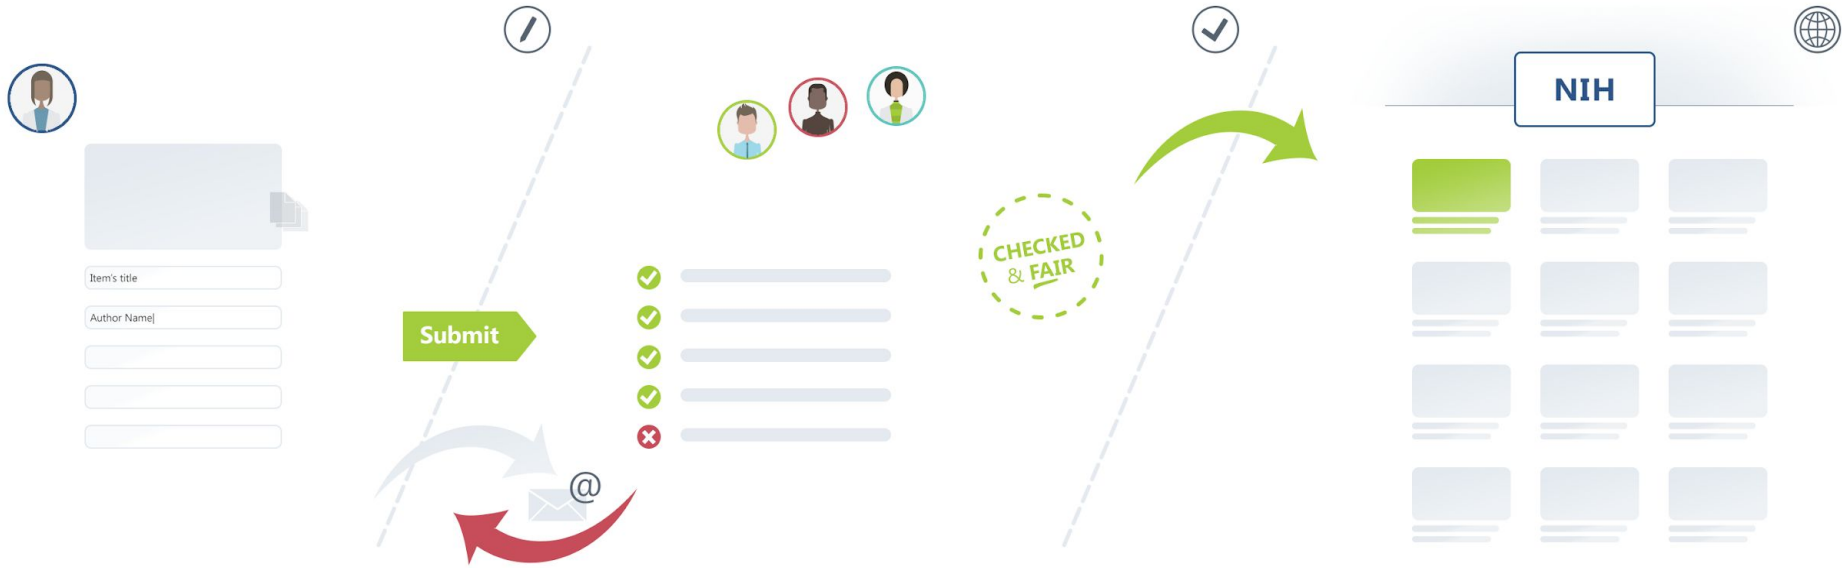 Item's title
Author Name
Submit
@
CHECKED
& FAIR
NIH